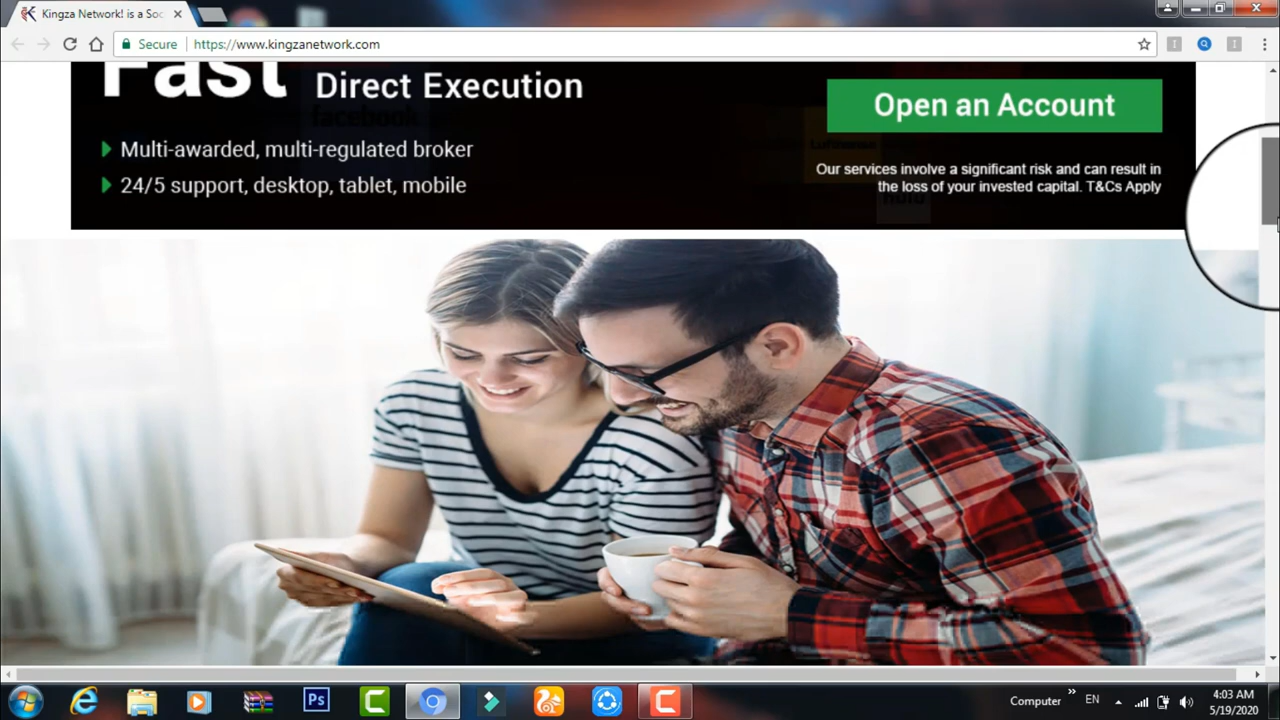 Kingza Network! is a Soc
Secure
https://www.kingzanetwork.com
Fast Direct Execution
Multi-awarded, multi-regulated broker
24/5 support, desktop, tablet, mobile
Open an Account
Our services involve a significant risk and can result in
the loss of your invested capital. T&Cs Apply
facebook
Ps
Computer
EN
4:03 AM
5/19/2020